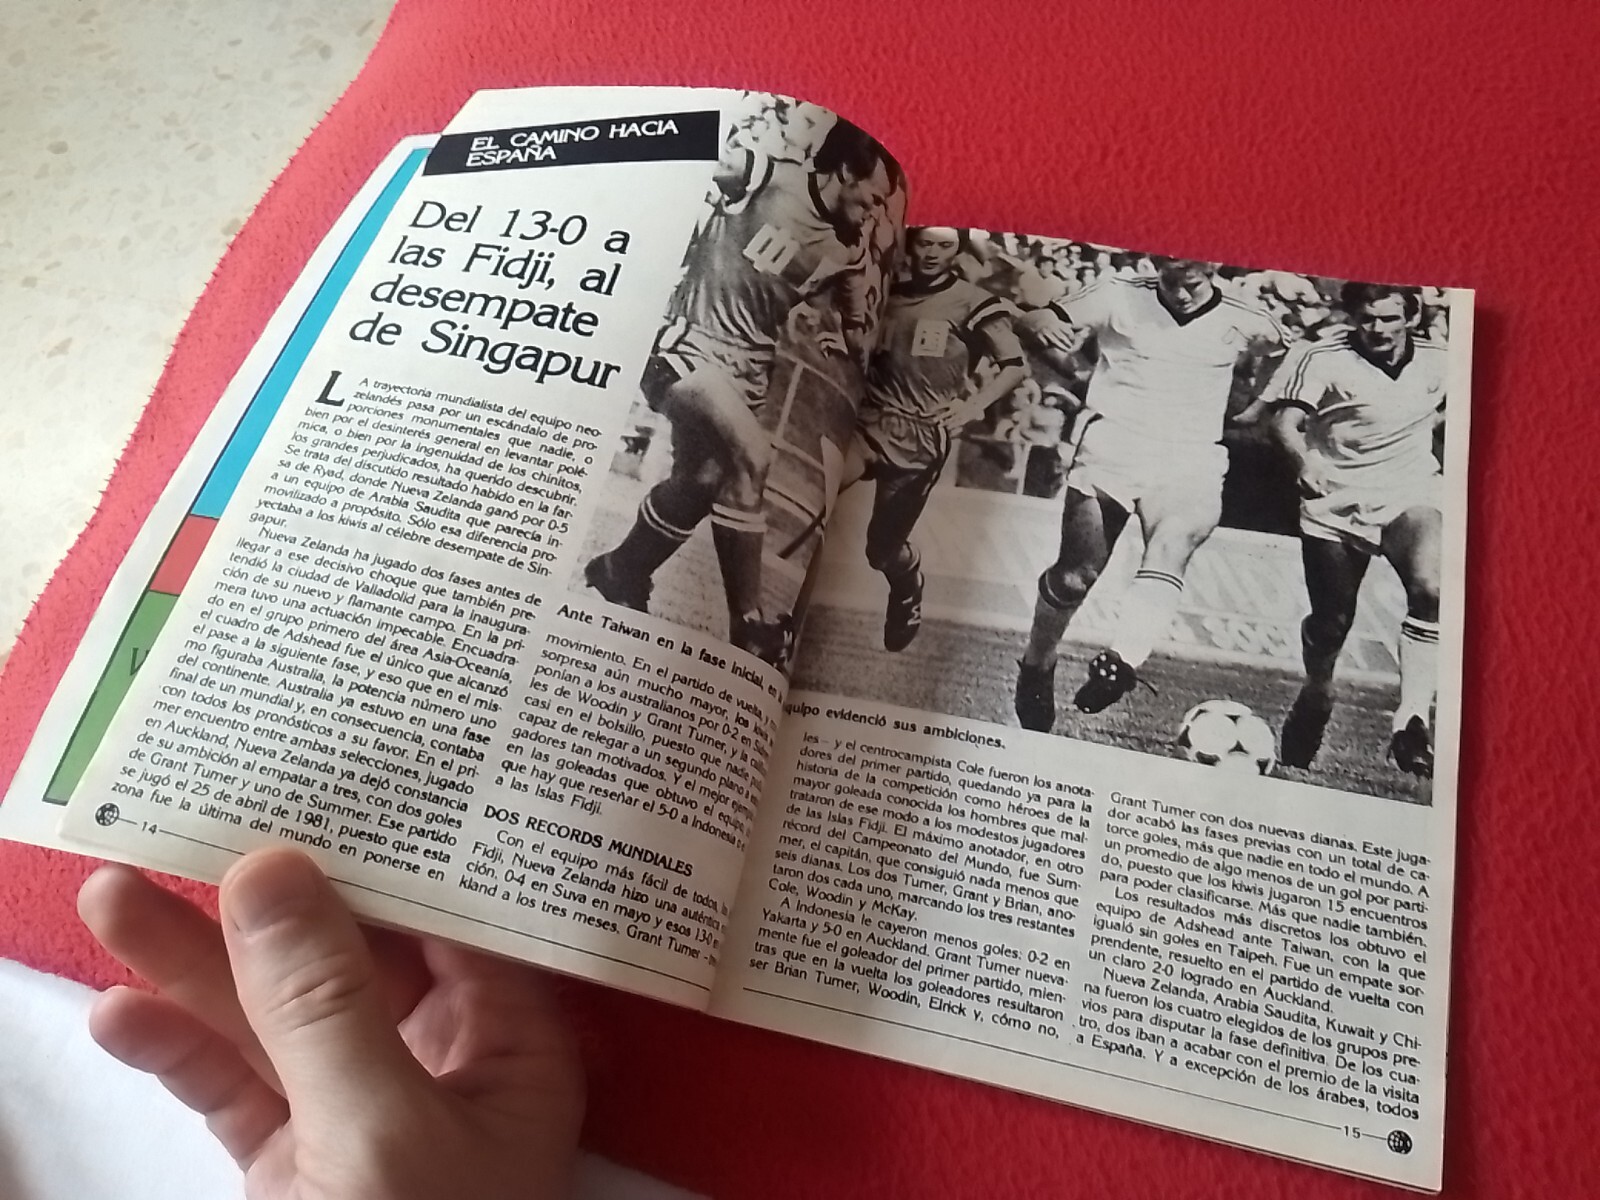 EL CAMINO HACIA
ESPAÑA
Del 13-0 a
las Fidji, al
desempate
de Singapur
LA trayectoria mundialista del equipo neo-
zelandés pasa por un escándalo de pro-
porciones monumentales que nadie, o
bien por el desinterés general en levantar polé-
mica, o bien por la ingenuidad de los chinitos,
los grandes perjudicados, ha querido descubrir.
Se trata del discutido resultado habido en la far-
sa de Ryad, donde Nueva Zelanda ganó por 0-5
a un equipo de Arabia Saudita que parecía in-
movilizado a propósito. Sólo esa diferencia pro-
yectaba a los kiwis al célebre desempate de Sin-
gapur.
Nueva Zelanda ha jugado dos fases antes de
llegar a ese decisivo choque que también pre-
tendió la ciudad de Valladolid para la inaugura-
ción de su nuevo y flamante campo. En la pri-
mera tuvo una actuación impecable. Encuadra-
do en el grupo primero del área Asia-Oceanía,
el cuadro de Adshead fue el único que alcanzó
el pase a la siguiente fase, y eso que en el mis-
mo figuraba Australia, la potencia número uno
del continente. Australia ya estuvo en una fase
final de un mundial y, en consecuencia, contaba
con todos los pronósticos a su favor. En el pri-
mer encuentro entre ambas selecciones, jugado
en Auckland, Nueva Zelanda ya dejó constancia
de su ambición al empatar a tres, con dos goles
de Grant Turner y uno de Summer. Ese partido
se jugó el 25 de abril de 1981, puesto que esta
zona fue la última del mundo en ponerse en
14
Ante Taiwan en la fase inicial, en
movimiento. En el partido de vuelta, y
sorpresa aún mucho mayor, los kiwis
ponían a los australianos por 0-2 en
les de Woodin y Grant Turner, y la
casi en el bolsillo, puesto que nadie
capaz de relegar a un segundo plano a
gadores tan motivados. Y el mejor
en las goleadas que obtuvo el equipo,
que hay que reseñar el 5-0 a Indonesia
a las Islas Fidji.
DOS RECORDS MUNDIALES
Con el equipo más fácil de todos,
Fidji, Nueva Zelanda hizo una auténtica
ción, 0-4 en Suva en mayo y esos 13-0
kland a los tres meses. Grant Turner
quipo evidenció sus ambiciones.
les— y el centrocampista Cole fueron los anota-
dores del primer partido, quedando ya para la
historia de la competición como héroes de la
mayor goleada conocida los hombres que mal-
trataron de ese modo a los modestos jugadores
de las Islas Fidji. El máximo anotador, en otro
récord del Campeonato del Mundo, fue Sum-
mer, el capitán, que consiguió nada menos que
seis dianas. Los dos Turner, Grant y Brian, ano-
taron dos cada uno, marcando los tres restantes
Cole, Woodin y McKay.
A Indonesia le cayeron menos goles: 0-2 en
Yakarta y 5-0 en Auckland. Grant Turner nueva-
mente fue el goleador del primer partido, mien-
tras que en la vuelta los goleadores resultaron
ser Brian Turner, Woodin, Elrick y, cómo no,
Grant Turner con dos nuevas dianas. Este juga-
dor acabó las fases previas con un total de ca-
torce goles, más que nadie en todo el mundo. A
un promedio de algo menos de un gol por parti-
do, puesto que los kiwis jugaron 15 encuentros
para poder clasificarse. Más que nadie también.
Los resultados más discretos los obtuvo el
equipo de Adshead ante Taiwan, con la que
igualó sin goles en Taipeh. Fue un empate sor-
prendente, resuelto en el partido de vuelta con
un claro 2-0 logrado en Auckland.
Nueva Zelanda, Arabia Saudita, Kuwait y Chi-
na fueron los cuatro elegidos de los grupos pre-
vios para disputar la fase definitiva. De los cua-
tro, dos iban a acabar con el premio de la visita
a España. Y a excepción de los árabes, todos
15